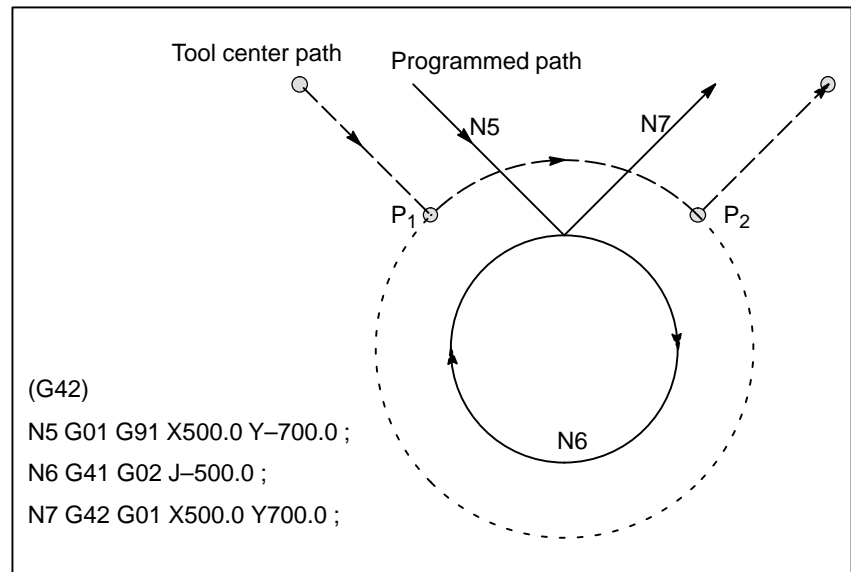 Tool center path
Programmed path
N5
N7
P1
P2
N6
(G42)
N5 G01 G91 X500.0 Y–700.0 ;
N6 G41 G02 J–500.0 ;
N7 G42 G01 X500.0 Y700.0 ;